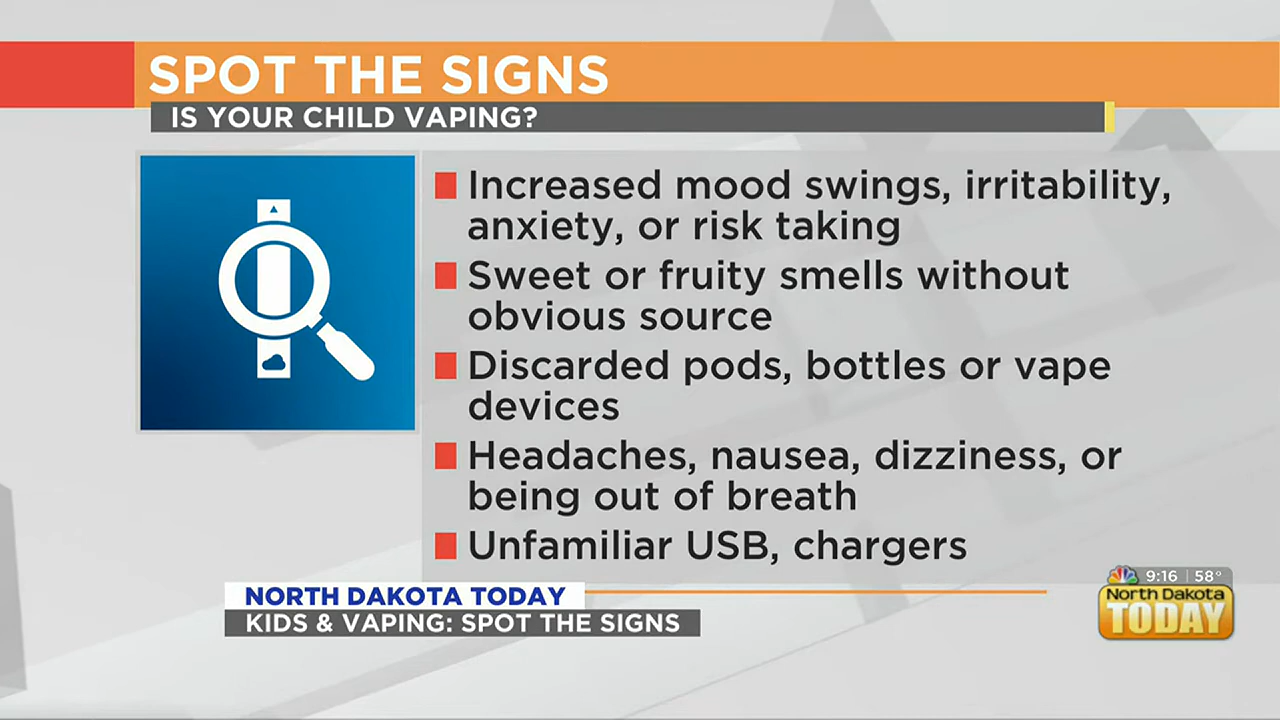 SPOT THE SIGNS
IS YOUR CHILD VAPING?
Increased mood swings, irritability,
anxiety, or risk taking
Sweet or fruity smells without
obvious source
Discarded pods, bottles or vape
devices
Headaches, nausea, dizziness, or
being out of breath
Unfamiliar USB, chargers
NORTH DAKOTA TODAY
KIDS & VAPING: SPOT THE SIGNS
9:16 | 58°
North Dakota
TODAY